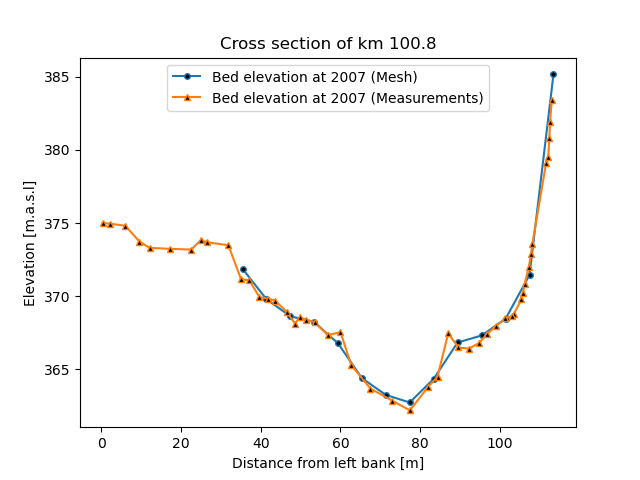 Cross section of km 100.8
Bed elevation at 2007 (Mesh)
Bed elevation at 2007 (Measurements)
385
380
375
370
365
Elevation [m.a.s.l]
0 20 40 60 80 100
Distance from left bank [m]